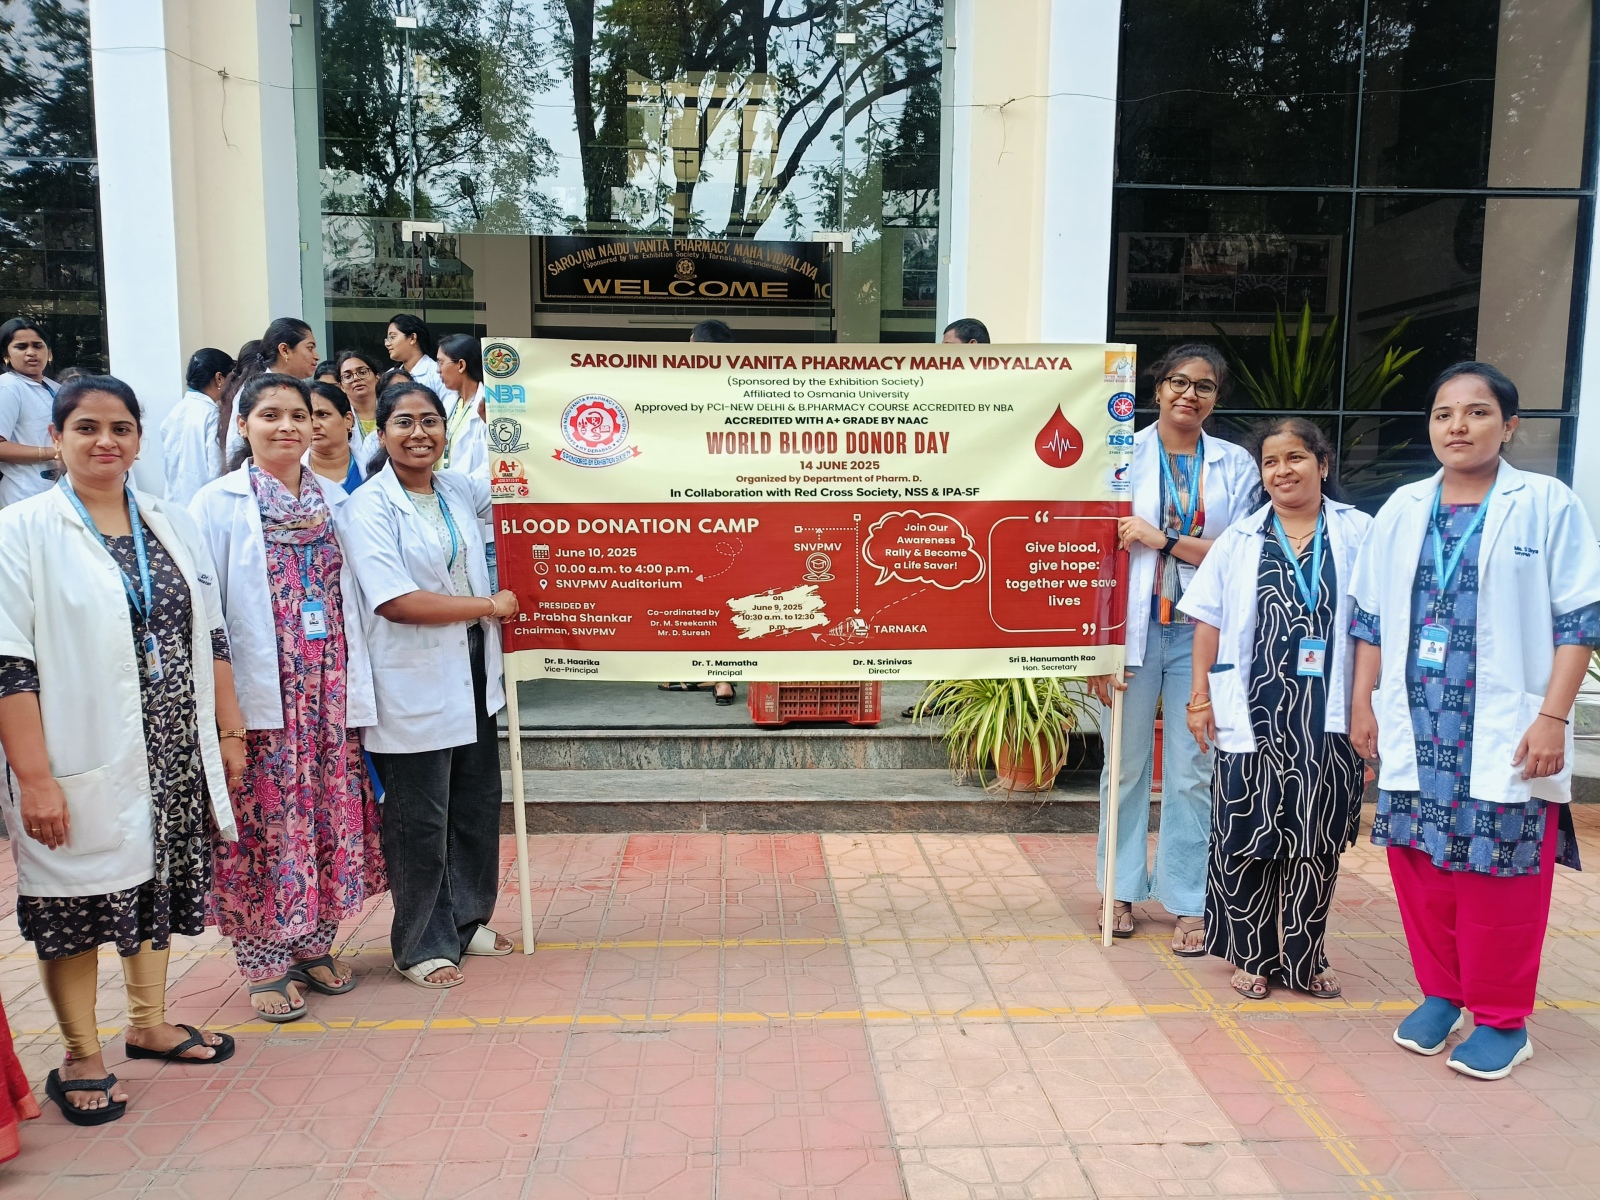 SAROJINI NAIDU VANITA PHARMACY MAHA VIDYALAYA
(Sponsored by the Exhibition Society), Tarnaka, Secunderabad
WELCOME
SAROJINI NAIDU VANITA PHARMACY MAHA VIDYALAYA
(Sponsored by the Exhibition Society)
Affiliated to Osmania University
Approved by PCI-NEW DELHI & B.PHARMACY COURSE ACCREDITED BY NBA
ACCREDITED WITH A+ GRADE BY NAAC
WORLD BLOOD DONOR DAY
14 JUNE 2025
Organized by Department of Pharm. D.
In Collaboration with Red Cross Society, NSS & IPA-SF
NBA
A+
GRADE
NAAC
ISO
BLOOD DONATION CAMP
June 10, 2025
10.00 a.m. to 4:00 p.m.
SNVPMV Auditorium
PRESIDED BY
B. Prabha Shankar
Chairman, SNVPMV
Co-ordinated by
Dr. M. Sreekanth
Mr. D. Suresh
SNVPMV
on
June 9, 2025
10:30 a.m. to 12:30
p.m.
TARNAKA
Join Our
Awareness
Rally & Become
a Life Saver!
“
Give blood,
give hope:
together we save
lives
”
Dr. B. Haarika
Vice-Principal
Dr. T. Mamatha
Principal
Dr. N. Srinivas
Director
Sri B. Hanumanth Rao
Hon. Secretary